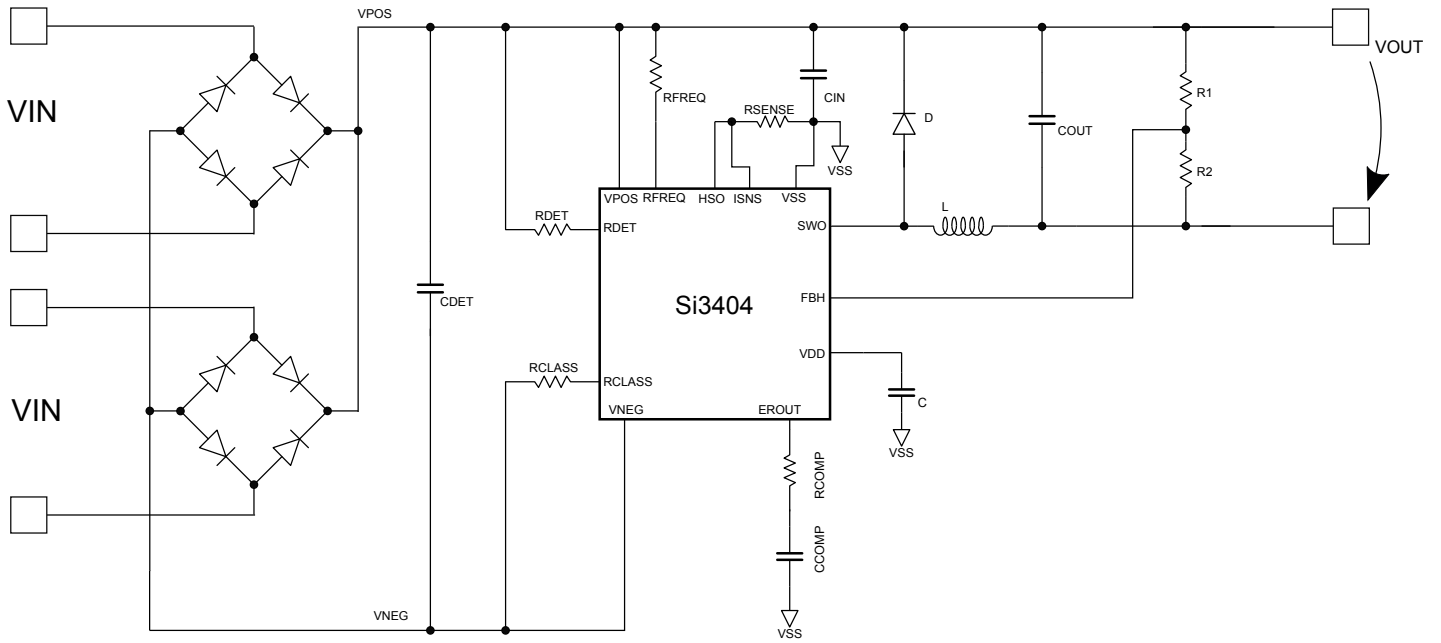 VPOS
VOUT
VIN
RFREQ
CIN
RSENSE
R1
D
COUT
VSS
R2
VPOS
RFREQ
HSO
ISNS
VSS
RDET
RDET
SWO
L
CDET
Si3404
FBH
VDD
RCLASS
RCLASS
C
VIN
VNEG
EROUT
VSS
RCOMP
CCOMP
VNEG
VSS